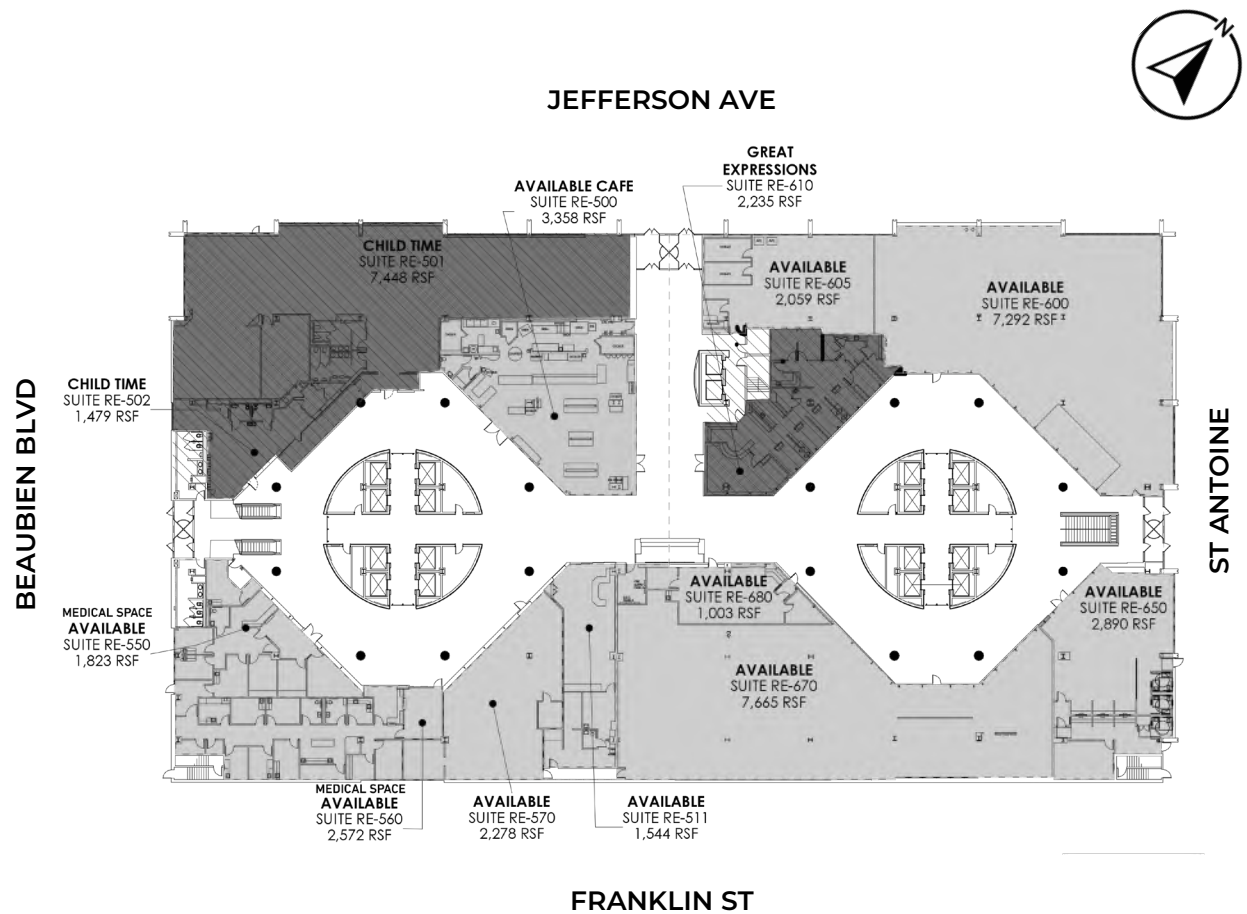 N
JEFFERSON AVE
GREAT
EXPRESSIONS
SUITE RE-610
2,235 RSF
AVAILABLE CAFE
SUITE RE-500
3,358 RSF
CHILD TIME
SUITE RE-501
7,448 RSF
AVAILABLE
SUITE RE-605
2,059 RSF
AVAILABLE
SUITE RE-600
7,292 RSF
CHILD TIME
SUITE RE-502
1,479 RSF
BEAUBIEN BLVD
ST ANTOINE
MEDICAL SPACE
AVAILABLE
SUITE RE-550
1,823 RSF
AVAILABLE
SUITE RE-680
1,003 RSF
AVAILABLE
SUITE RE-650
2,890 RSF
AVAILABLE
SUITE RE-670
7,665 RSF
MEDICAL SPACE
AVAILABLE
SUITE RE-560
2,572 RSF
AVAILABLE
SUITE RE-570
2,278 RSF
AVAILABLE
SUITE RE-511
1,544 RSF
FRANKLIN ST